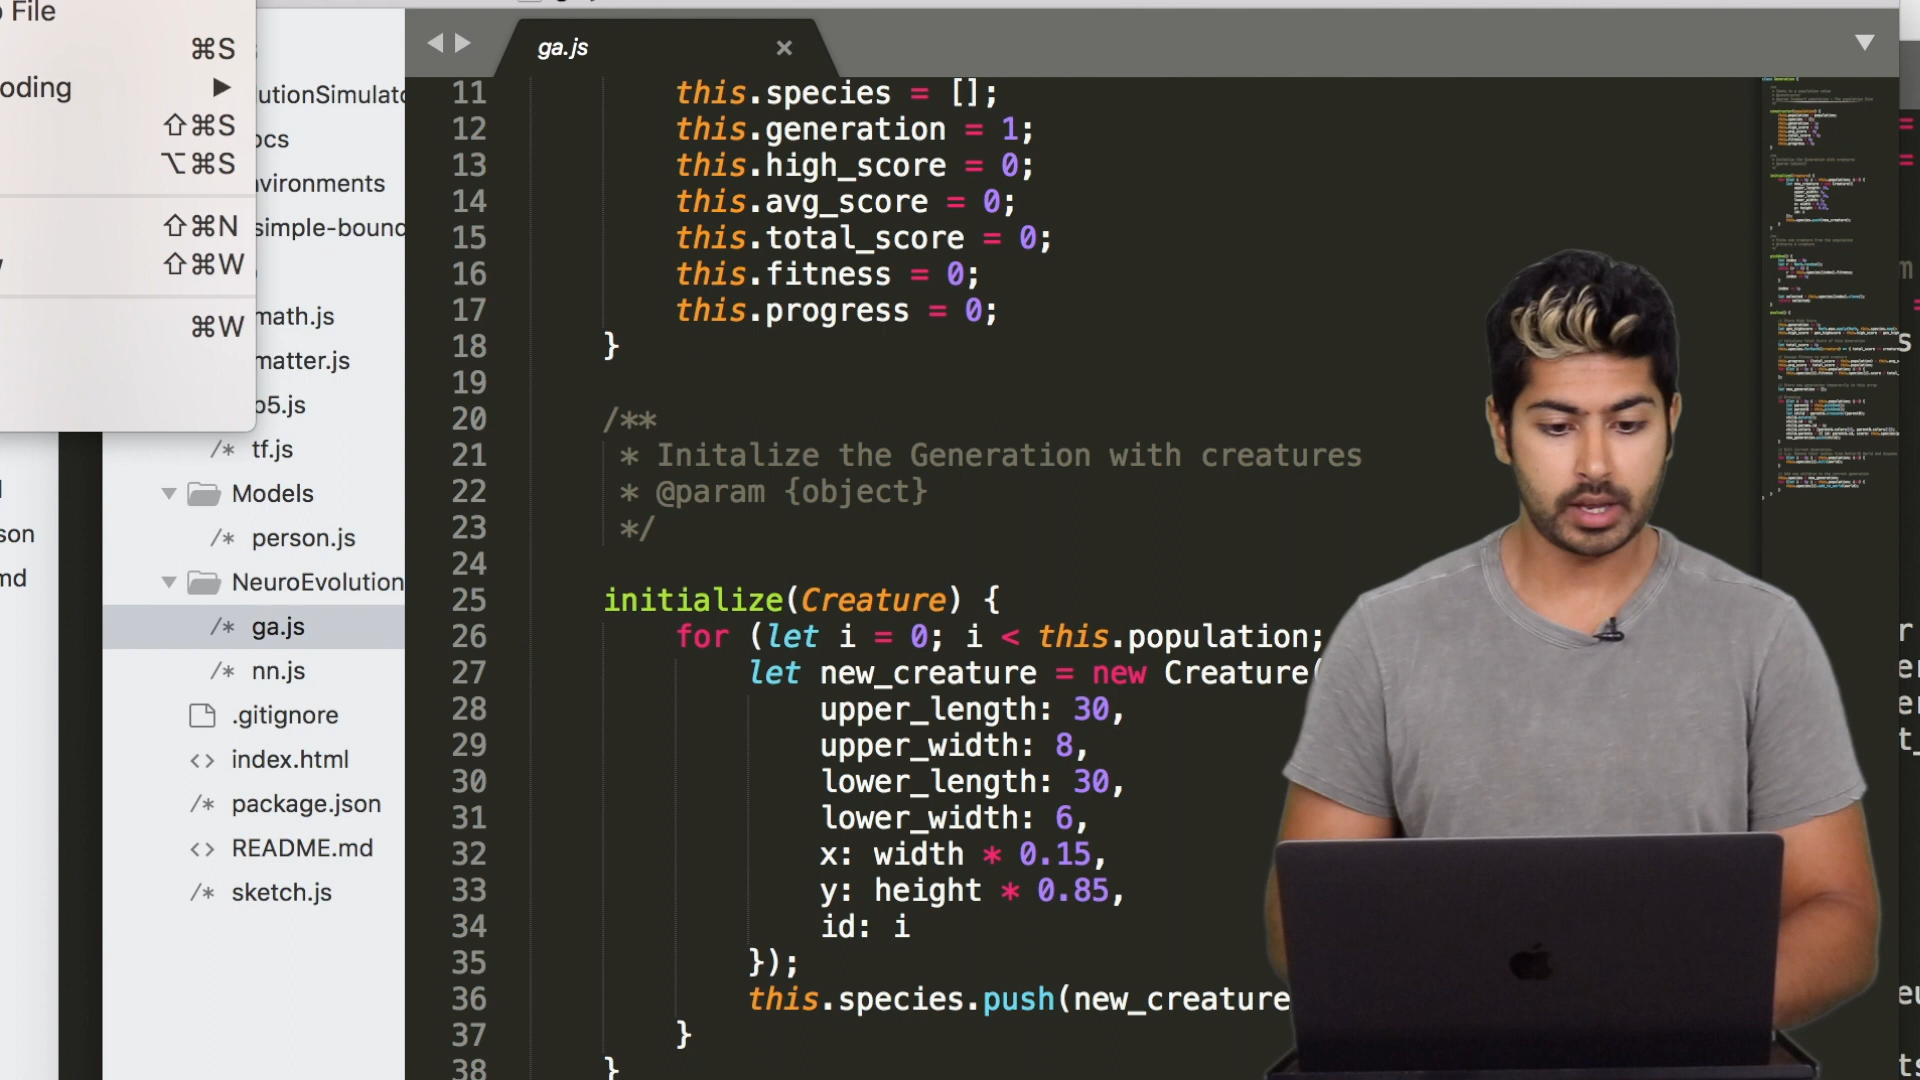 File
⌘S
oding
⇧⌘S
⌥⌘S
⇧⌘N
⇧⌘W
⌘W
utionSimulato
ocs
vironments
simple-bound
math.js
matter.js
p5.js
/* tf.js
Models
/* person.js
NeuroEvolution
/* ga.js
/* nn.js
.gitignore
<> index.html
/* package.json
<> README.md
/* sketch.js
son
md
ga.js ×
11 this.species = [];
12 this.generation = 1;
13 this.high_score = 0;
14 this.avg_score = 0;
15 this.total_score = 0;
16 this.fitness = 0;
17 this.progress = 0;
18 }
19
20 /**
21 * Initalize the Generation with creatures
22 * @param {object}
23 */
24
25 initialize(Creature) {
26 for (let i = 0; i < this.population;
27 let new_creature = new Creature(
28 upper_length: 30,
29 upper_width: 8,
30 lower_length: 30,
31 lower_width: 6,
32 x: width * 0.15,
33 y: height * 0.85,
34 id: i
35 });
36 this.species.push(new_creature
37 }
38 }